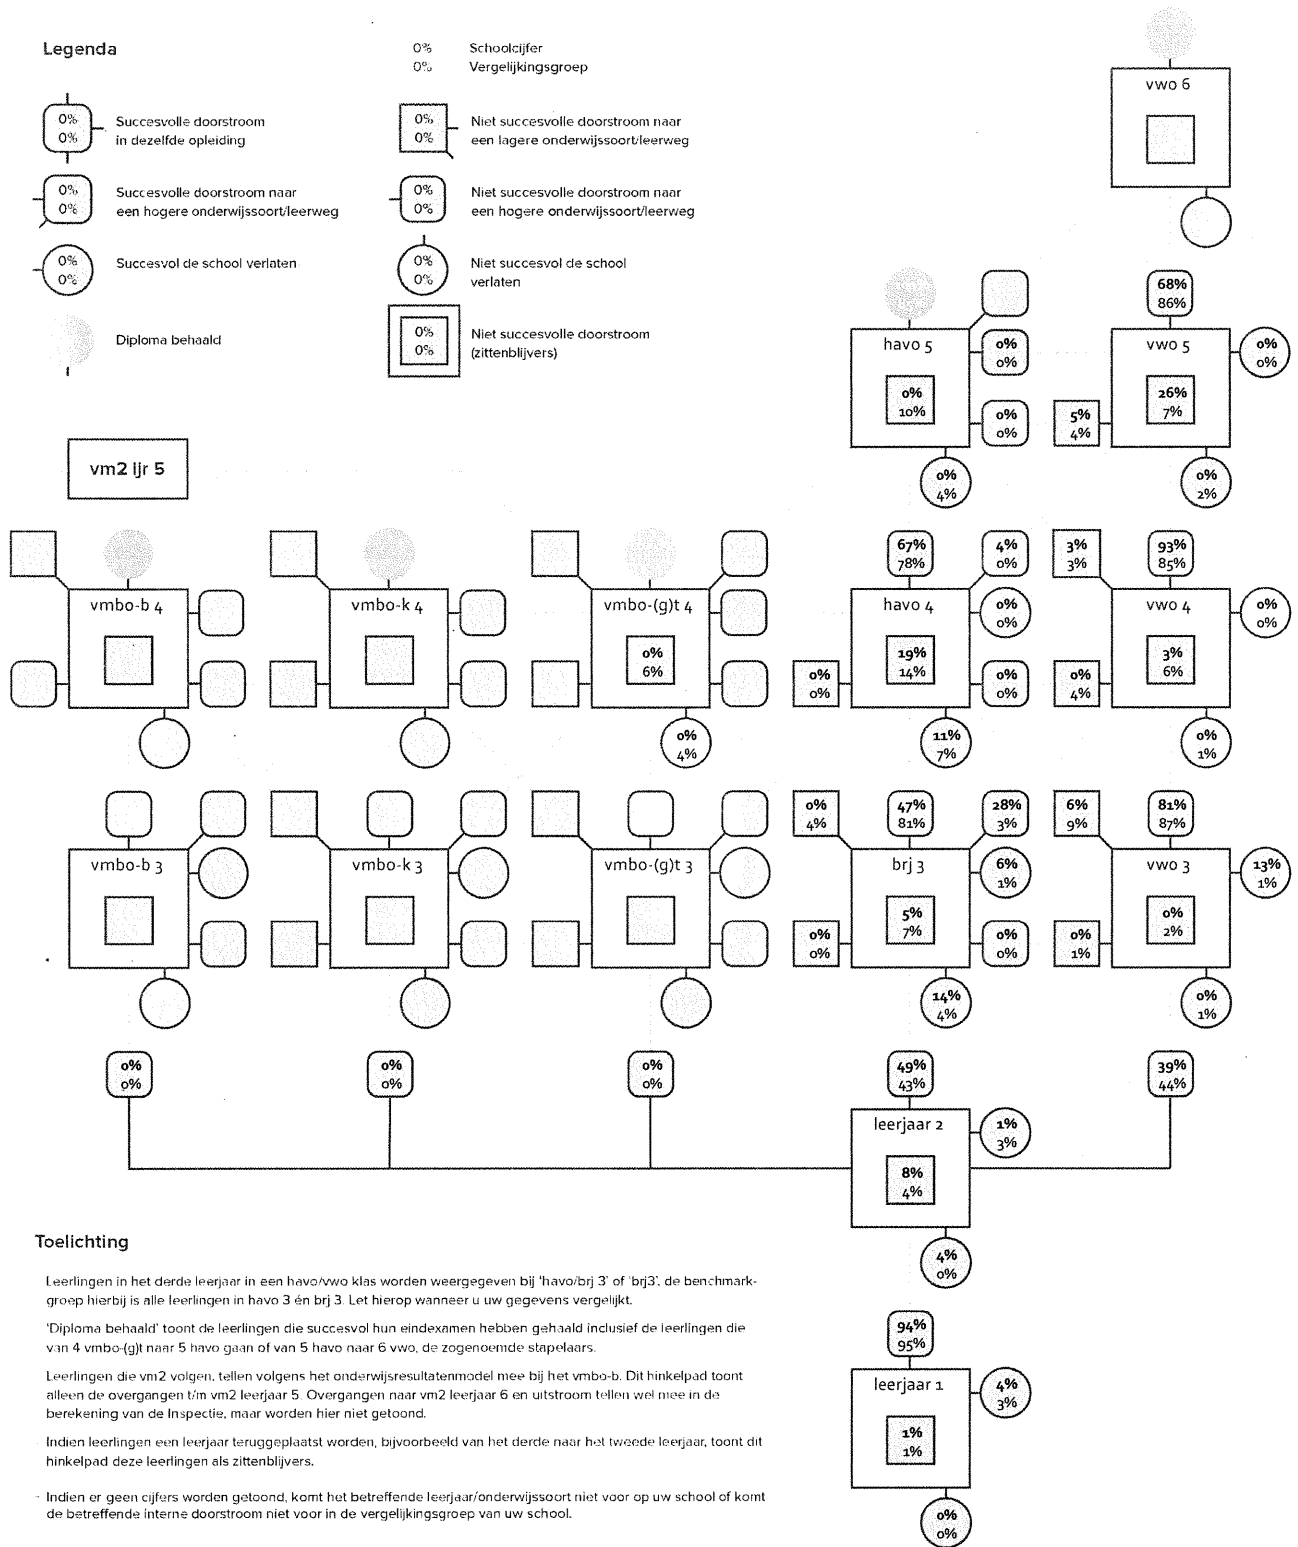 Legenda
0% Schoolcijfer
0% Vergelijkingsgroep
0%
0%
Succesvolle doorstroom
in dezelfde opleiding
0%
0%
Niet succesvolle doorstroom naar
een lagere onderwijssoort/leerweg
0%
0%
Succesvolle doorstroom naar
een hogere onderwijssoort/leerweg
0%
0%
Niet succesvolle doorstroom naar
een hogere onderwijssoort/leerweg
0%
0%
Succesvol de school verlaten
0%
0%
Niet succesvol de school
verlaten
Diploma behaald
0%
0%
Niet succesvolle doorstroom
(zittenblijvers)
vwo 6
68%
86%
havo 5
0%
0%
vwo 5
0%
0%
0%
10%
0%
0%
5%
4%
26%
7%
0%
4%
0%
2%
vm2 ljr 5
67%
78%
4%
0%
3%
3%
93%
85%
vmbo-b 4
vmbo-k 4
vmbo-(g)t 4
havo 4
0%
0%
vwo 4
0%
0%
0%
6%
0%
0%
19%
14%
0%
0%
0%
4%
3%
6%
0%
4%
11%
7%
0%
1%
0%
4%
47%
81%
28%
3%
6%
9%
81%
87%
vmbo-b 3
vmbo-k 3
vmbo-(g)t 3
brj 3
6%
1%
vwo 3
13%
1%
0%
0%
5%
7%
0%
0%
0%
1%
0%
2%
14%
4%
0%
1%
0%
0%
0%
0%
0%
0%
49%
43%
39%
44%
leerjaar 2
1%
3%
8%
4%
4%
0%
94%
95%
leerjaar 1
4%
3%
1%
1%
0%
0%
Toelichting
Leerlingen in het derde leerjaar in een havo/vwo klas worden weergegeven bij 'havo/brj 3' of 'brj3', de benchmark-
groep hierbij is alle leerlingen in havo 3 én brj 3. Let hierop wanneer u uw gegevens vergelijkt.
'Diploma behaald' toont de leerlingen die succesvol hun eindexamen hebben gehaald inclusief de leerlingen die
van 4 vmbo-(g)t naar 5 havo gaan of van 5 havo naar 6 vwo, de zogenoemde stapelaars.
Leerlingen die vm2 volgen, tellen volgens het onderwijsresultatenmodel mee bij het vmbo-b. Dit hinkelpad toont
alleen de overgangen t/m vm2 leerjaar 5. Overgangen naar vm2 leerjaar 6 en uitstroom tellen wel mee in de
berekening van de Inspectie, maar worden hier niet getoond.
Indien leerlingen een leerjaar teruggeplaatst worden, bijvoorbeeld van het derde naar het tweede leerjaar, toont dit
hinkelpad deze leerlingen als zittenblijvers.
- Indien er geen cijfers worden getoond, komt het betreffende leerjaar/onderwijssoort niet voor op uw school of komt
de betreffende interne doorstroom niet voor in de vergelijkingsgroep van uw school.